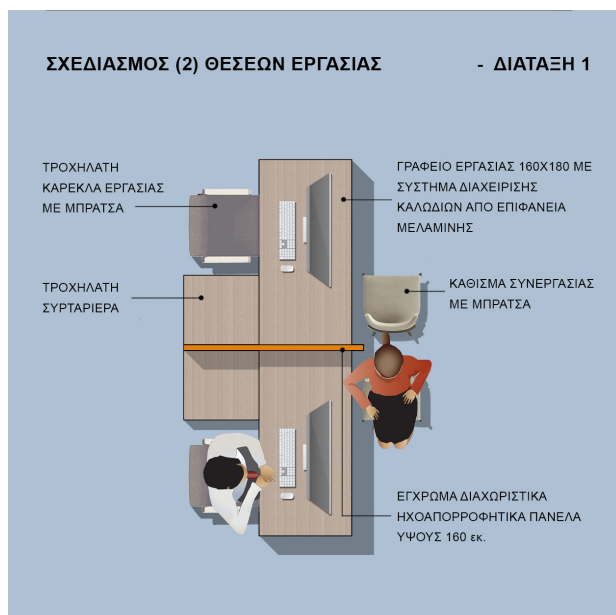 ΣΧΕΔΙΑΣΜΟΣ (2) ΘΕΣΕΩΝ ΕΡΓΑΣΙΑΣ - ΔΙΑΤΑΞΗ 1
ΤΡΟΧΗΛΑΤΗ
ΚΑΡΕΚΛΑ ΕΡΓΑΣΙΑΣ
ΜΕ ΜΠΡΑΤΣΑ
ΓΡΑΦΕΙΟ ΕΡΓΑΣΙΑΣ 160Χ180 ΜΕ
ΣΥΣΤΗΜΑ ΔΙΑΧΕΙΡΙΣΗΣ
ΚΑΛΩΔΙΩΝ ΑΠΟ ΕΠΙΦΑΝΕΙΑ
ΜΕΛΑΜΙΝΗΣ
ΤΡΟΧΗΛΑΤΗ
ΣΥΡΤΑΡΙΕΡΑ
ΚΑΘΙΣΜΑ ΣΥΝΕΡΓΑΣΙΑΣ
ΜΕ ΜΠΡΑΤΣΑ
ΕΓΧΡΩΜΑ ΔΙΑΧΩΡΙΣΤΙΚΑ
ΗΧΟΑΠΟΡΡΟΦΗΤΙΚΑ ΠΑΝΕΛΑ
ΥΨΟΥΣ 160 εκ.